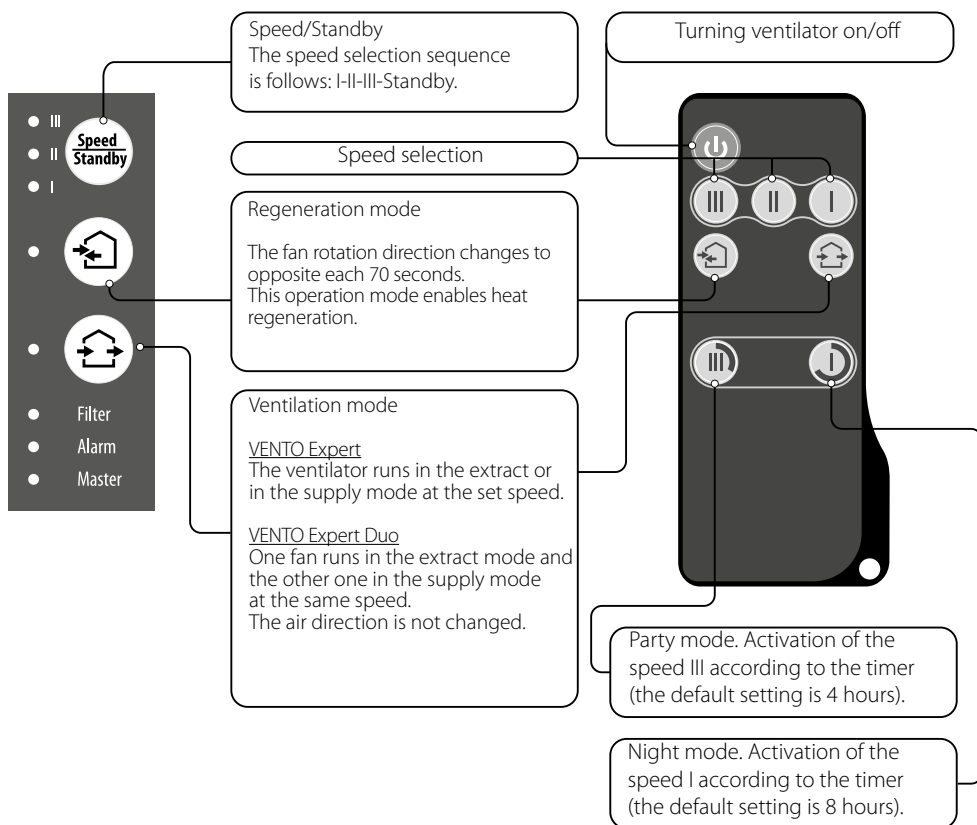 Speed/Standby
The speed selection sequence
is follows: I-II-III-Standby.
Turning ventilator on/off
III
II
I
Speed
Standby
Speed selection
III
II
I
Regeneration mode
The fan rotation direction changes to
opposite each 70 seconds.
This operation mode enables heat
regeneration.
Filter
Alarm
Master
Ventilation mode
VENTO Expert
The ventilator runs in the extract or
in the supply mode at the set speed.
VENTO Expert Duo
One fan runs in the extract mode and
the other one in the supply mode
at the same speed.
The air direction is not changed.
III
I
Party mode. Activation of the
speed III according to the timer
(the default setting is 4 hours).
Night mode. Activation of the
speed I according to the timer
(the default setting is 8 hours).